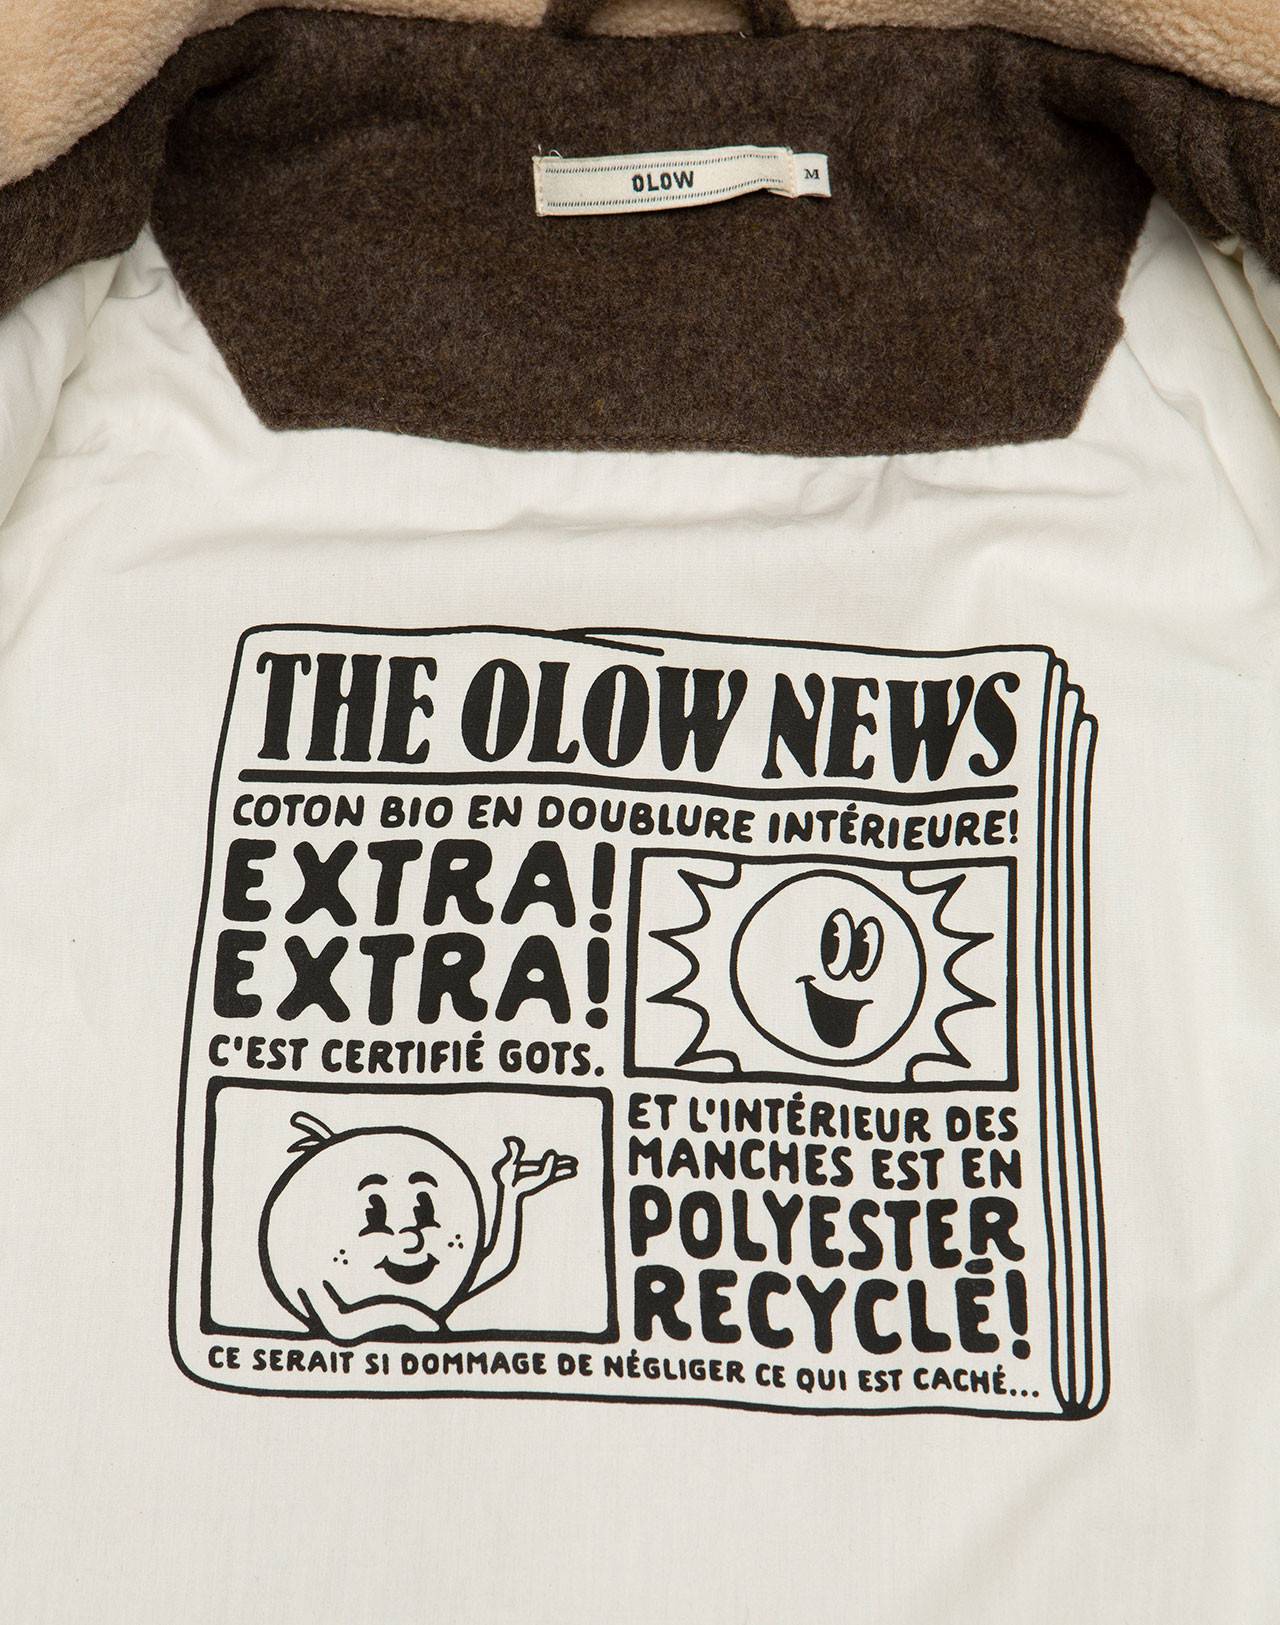 OLOW
M
THE OLOW NEWS
COTON BIO EN DOUBLURE INTÉRIEURE!
EXTRA!
EXTRA!
C'EST CERTIFIÉ GOTS.
ET L'INTÉRIEUR DES
MANCHES EST EN
POLYESTER
RECYCLÉ!
CE SERAIT SI DOMMAGE DE NÉGLIGER CE QUI EST CACHÉ...